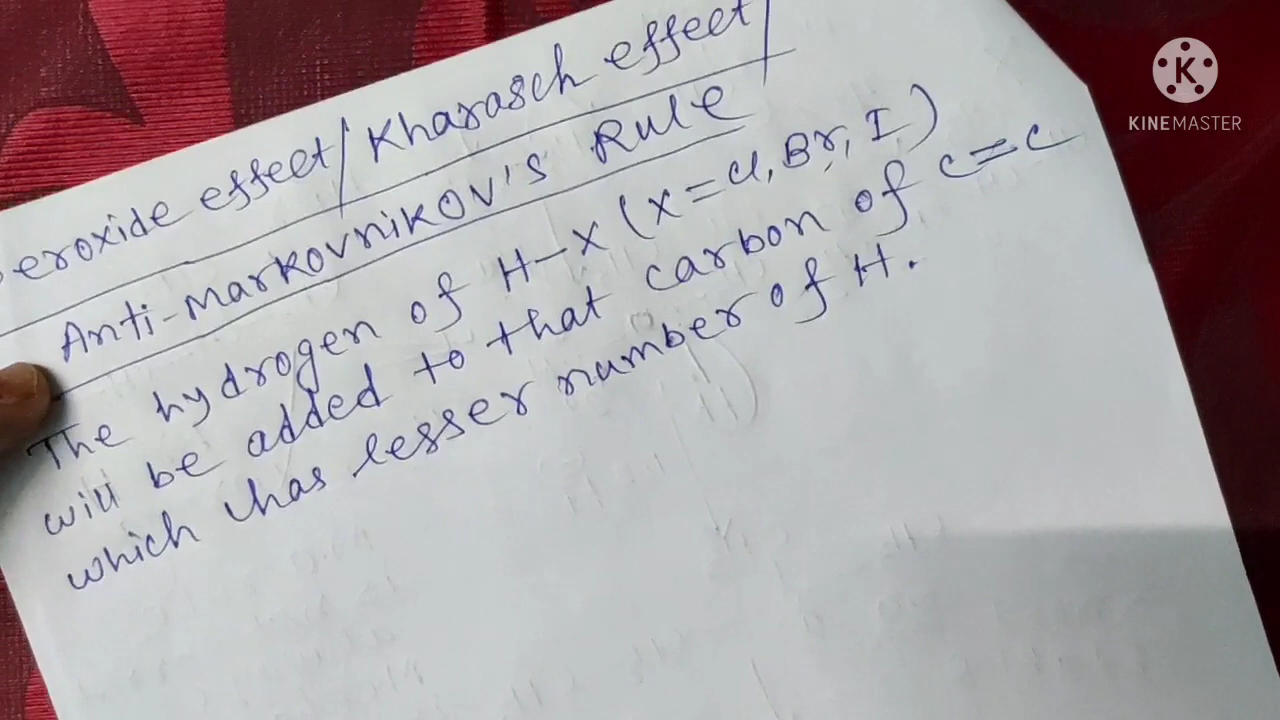 eroxide effect/Kharasch effect/
Anti-Markovnikov's Rule
The hydrogen of H-X (X=Cl, Br, I)
will be added to that carbon of C=C
which has lesser number of H.
K
KINEMASTER